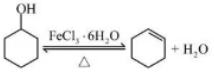 OH
FeCl₃·6H₂O
△
+ H₂O